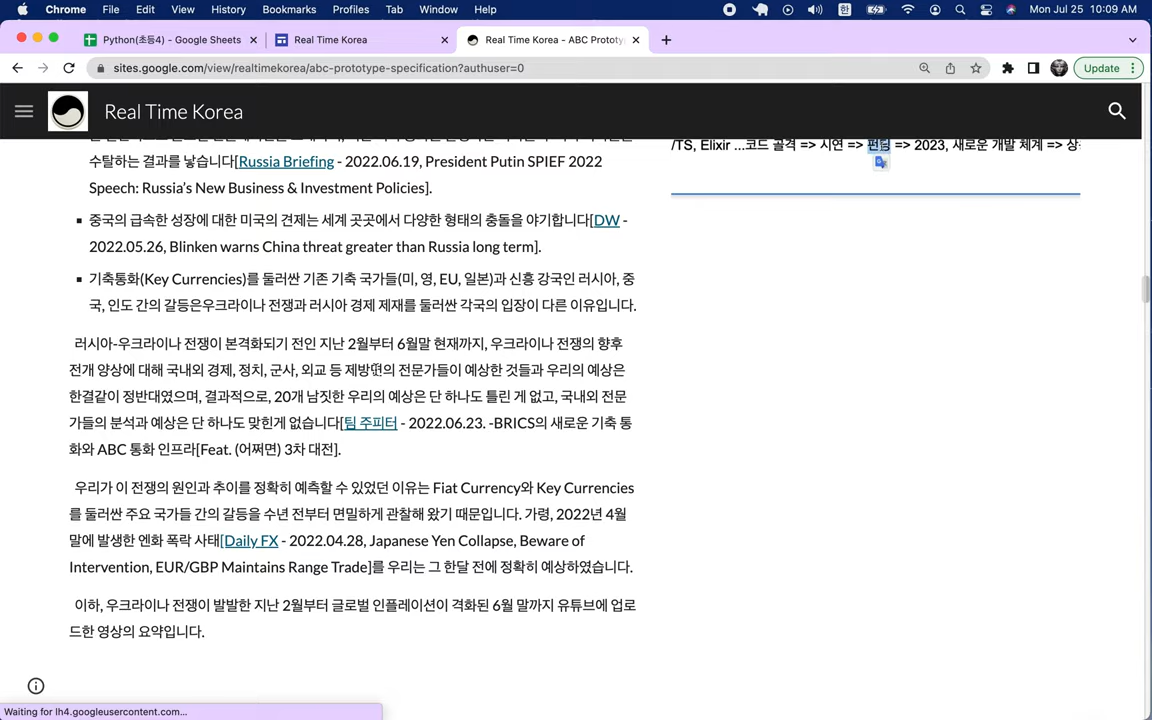 Chrome File Edit View History Bookmarks Profiles Tab Window Help 한 Mon Jul 25 10:09 AM
Python(초등4) - Google Sheets
Real Time Korea
Real Time Korea - ABC Prototy
sites.google.com/view/realtimekorea/abc-prototype-specification?authuser=0
Update
Real Time Korea
수탈하는 결과를 낳습니다[Russia Briefing - 2022.06.19, President Putin SPIEF 2022
Speech: Russia's New Business & Investment Policies].
▪ 중국의 급속한 성장에 대한 미국의 견제는 세계 곳곳에서 다양한 형태의 충돌을 야기합니다[DW -
2022.05.26, Blinken warns China threat greater than Russia long term].
▪ 기축통화(Key Currencies)를 둘러싼 기존 기축 국가들(미, 영, EU, 일본)과 신흥 강국인 러시아, 중
국, 인도 간의 갈등은우크라이나 전쟁과 러시아 경제 제재를 둘러싼 각국의 입장이 다른 이유입니다.
러시아-우크라이나 전쟁이 본격화되기 전인 지난 2월부터 6월말 현재까지, 우크라이나 전쟁의 향후
전개 양상에 대해 국내외 경제, 정치, 군사, 외교 등 제방면의 전문가들이 예상한 것들과 우리의 예상은
한결같이 정반대였으며, 결과적으로, 20개 남짓한 우리의 예상은 단 하나도 틀린 게 없고, 국내외 전문
가들의 분석과 예상은 단 하나도 맞힌게 없습니다[팀 주피터 - 2022.06.23. -BRICS의 새로운 기축 통
화와 ABC 통화 인프라[Feat. (어쩌면) 3차 대전].
우리가 이 전쟁의 원인과 추이를 정확히 예측할 수 있었던 이유는 Fiat Currency와 Key Currencies
를 둘러싼 주요 국가들 간의 갈등을 수년 전부터 면밀하게 관찰해 왔기 때문입니다. 가령, 2022년 4월
말에 발생한 엔화 폭락 사태[Daily FX - 2022.04.28, Japanese Yen Collapse, Beware of
Intervention, EUR/GBP Maintains Range Trade]를 우리는 그 한달 전에 정확히 예상하였습니다.
이하, 우크라이나 전쟁이 발발한 지난 2월부터 글로벌 인플레이션이 격화된 6월 말까지 유튜브에 업로
드한 영상의 요약입니다.
/TS, Elixir ...코드 골격 => 시연 => 펀딩 => 2023, 새로운 개발 체계 => 상
Waiting for lh4.googleusercontent.com...